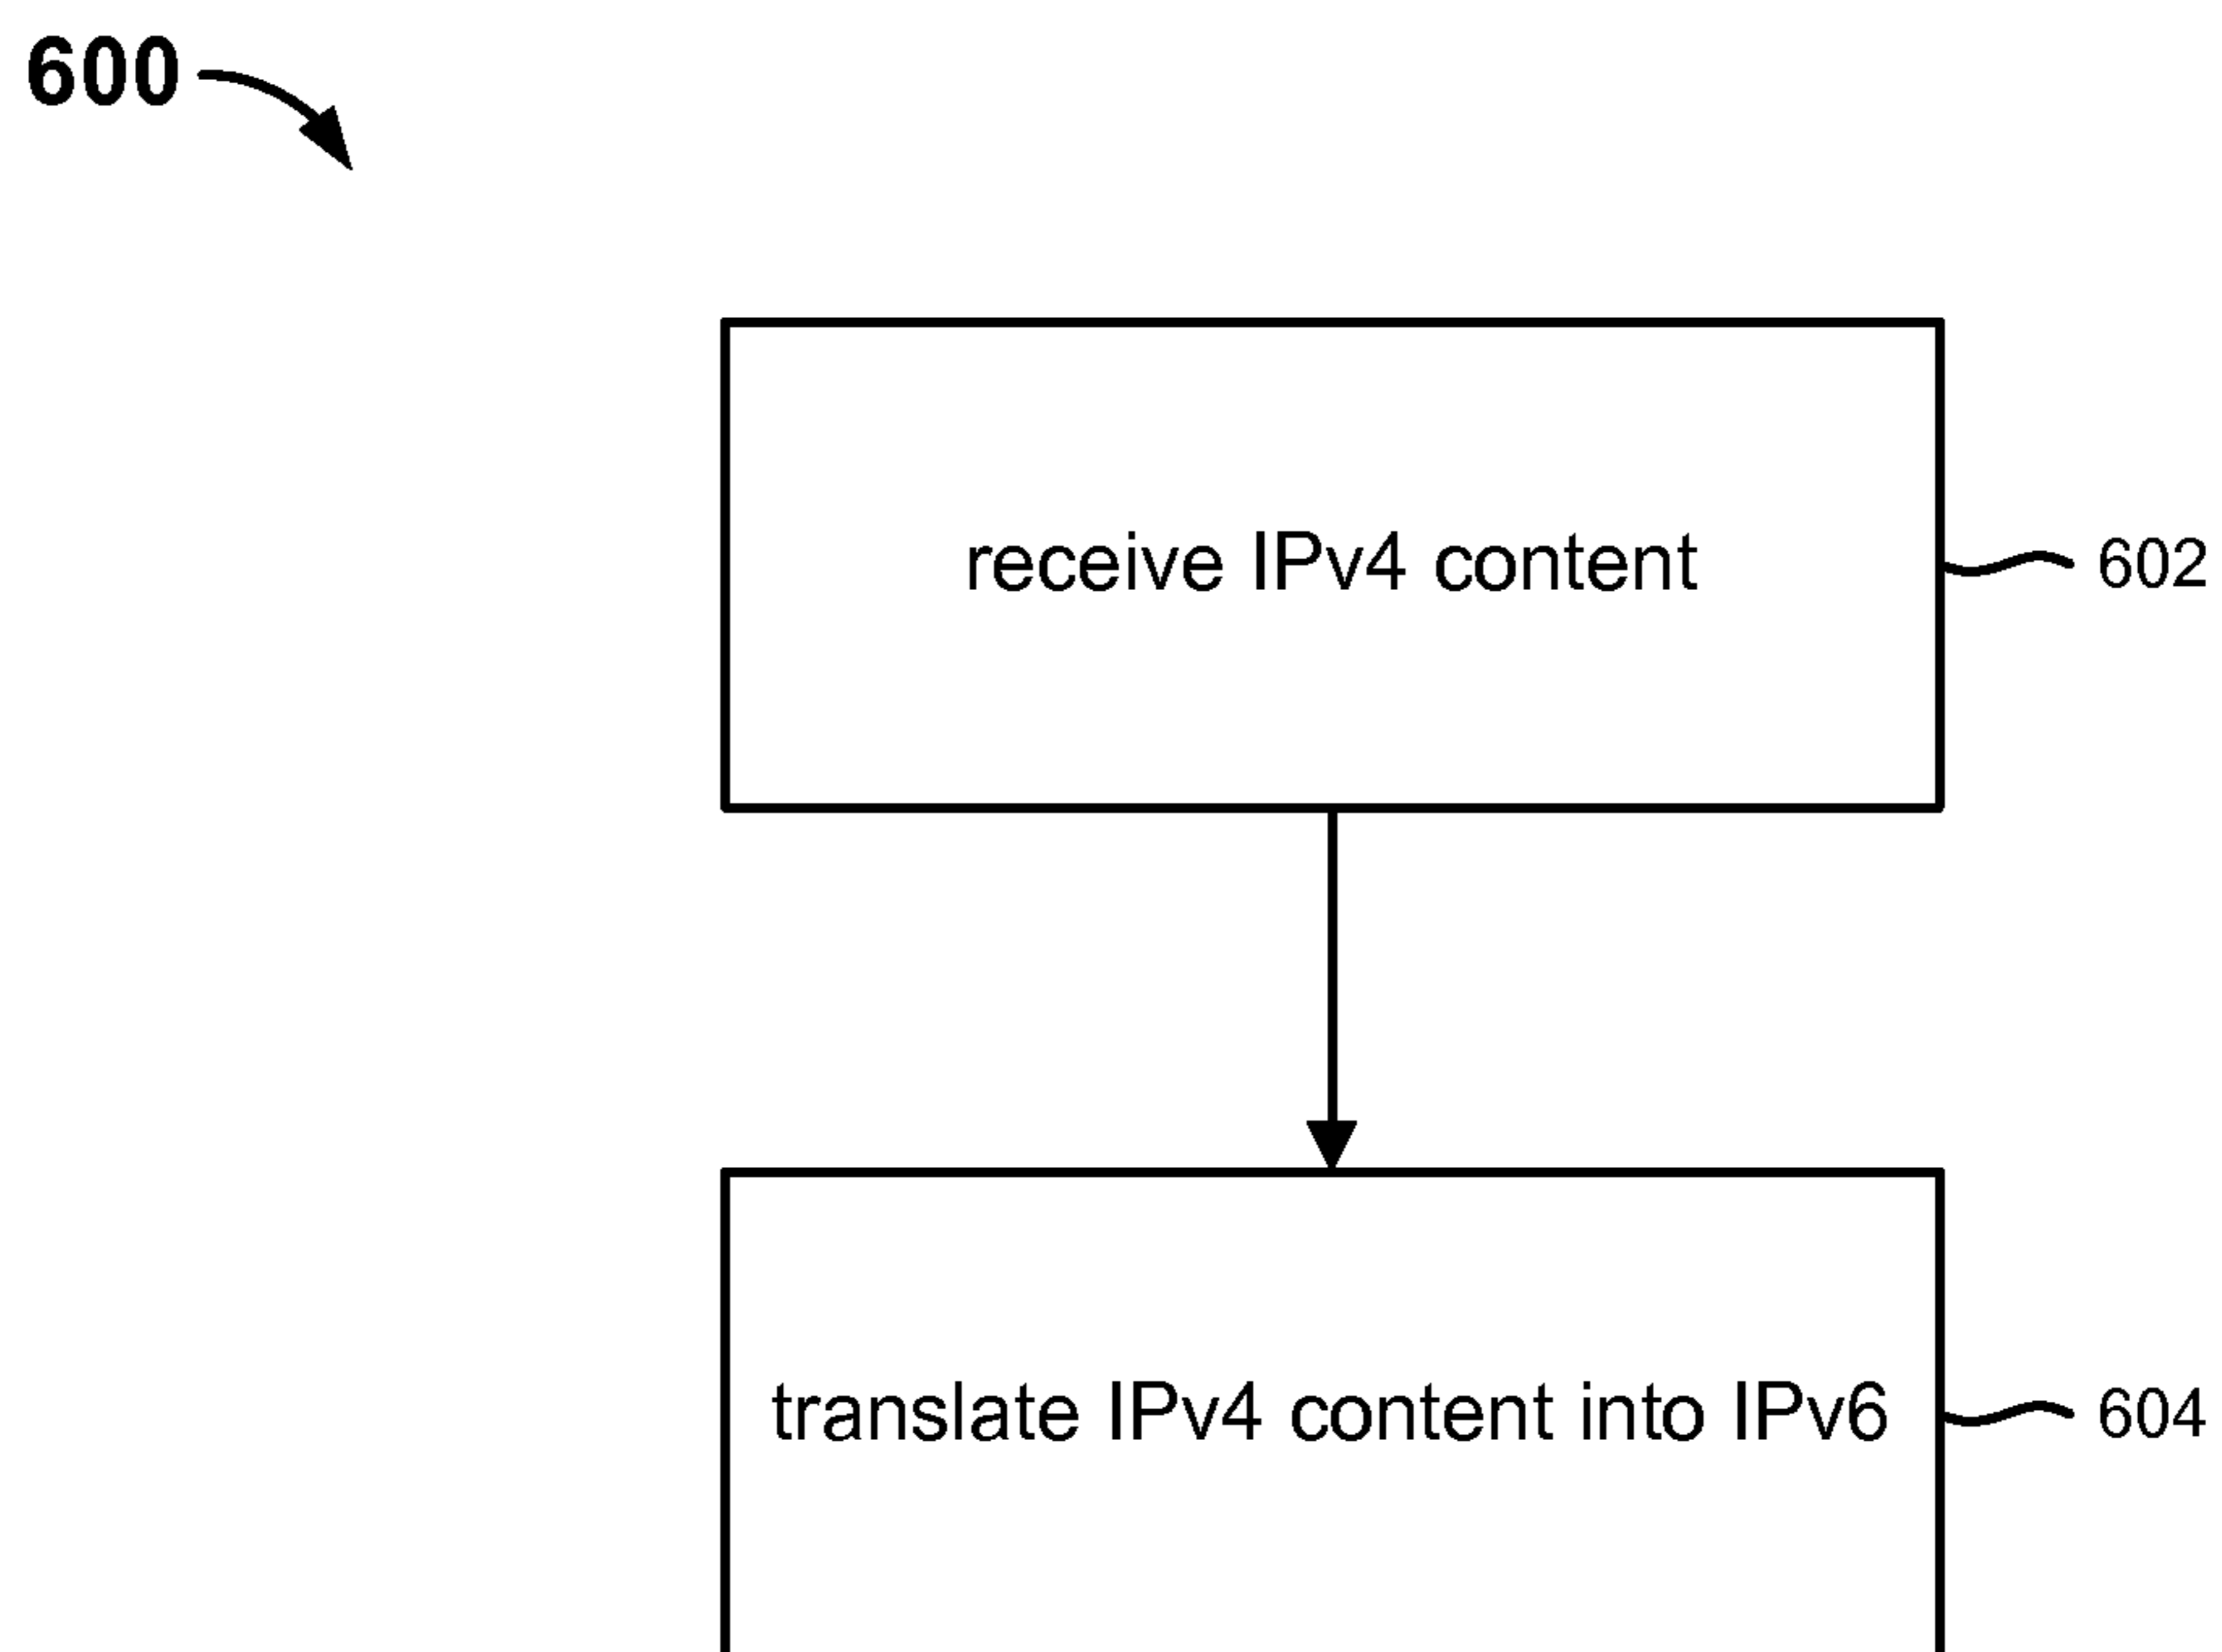 600
receive IPv4 content
602
translate IPv4 content into IPv6
604